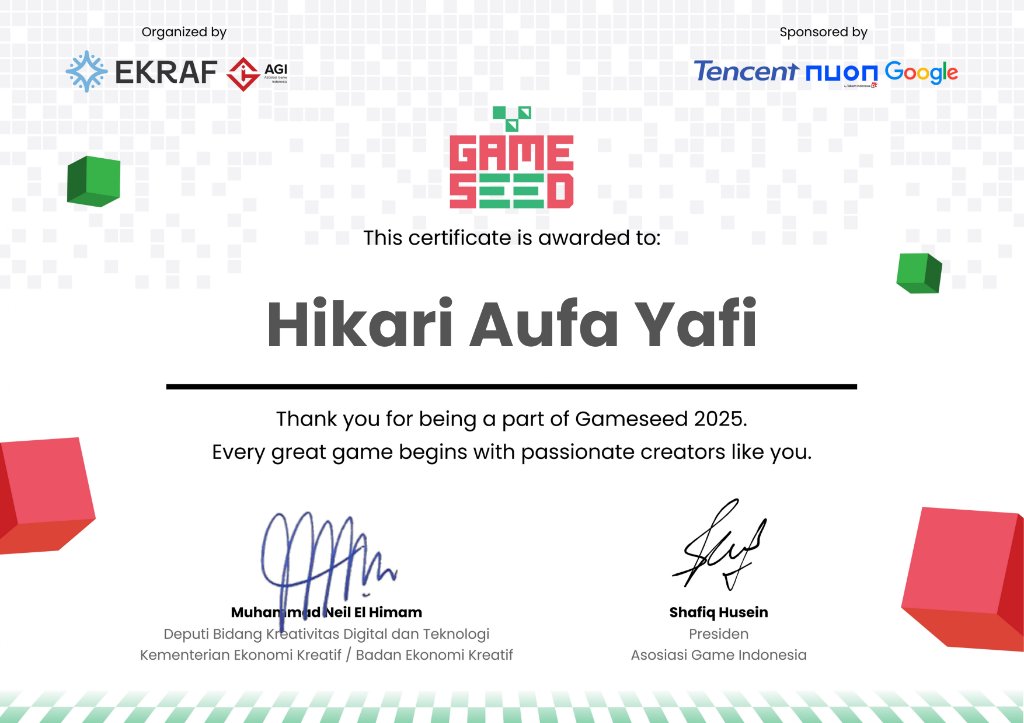 Organized by
Sponsored by
EKRAF
AGI
Asosiasi Game
Indonesia
Tencent nuon Google
GAME
SEED
This certificate is awarded to:
Hikari Aufa Yafi
Thank you for being a part of Gameseed 2025.
Every great game begins with passionate creators like you.
Muhammad Neil El Himam
Deputi Bidang Kreativitas Digital dan Teknologi
Kementerian Ekonomi Kreatif / Badan Ekonomi Kreatif
Shafiq Husein
Presiden
Asosiasi Game Indonesia